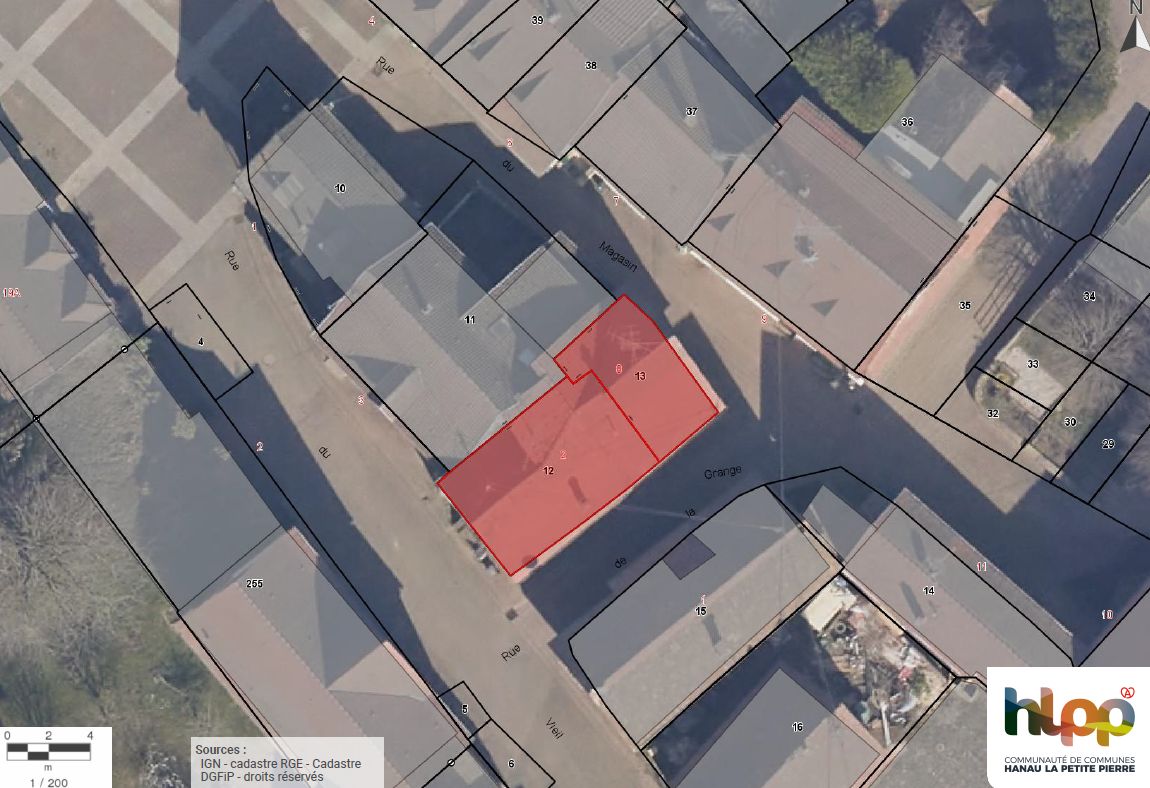 4
39
Rue
38
N
37
36
5
du
10
7
1
Rue
Magasin
19A
35
34
11
9
4
33
8
13
3
32
30
2
du
29
2
12
Grange
la
de
255
11
14
1
15
10
Rue
5
Vieil
16
6
0 2 4
m
1 / 200
Sources :
IGN - cadastre RGE - Cadastre
DGFiP - droits réservés
hlpp
COMMUNAUTÉ DE COMMUNES
HANAU LA PETITE PIERRE